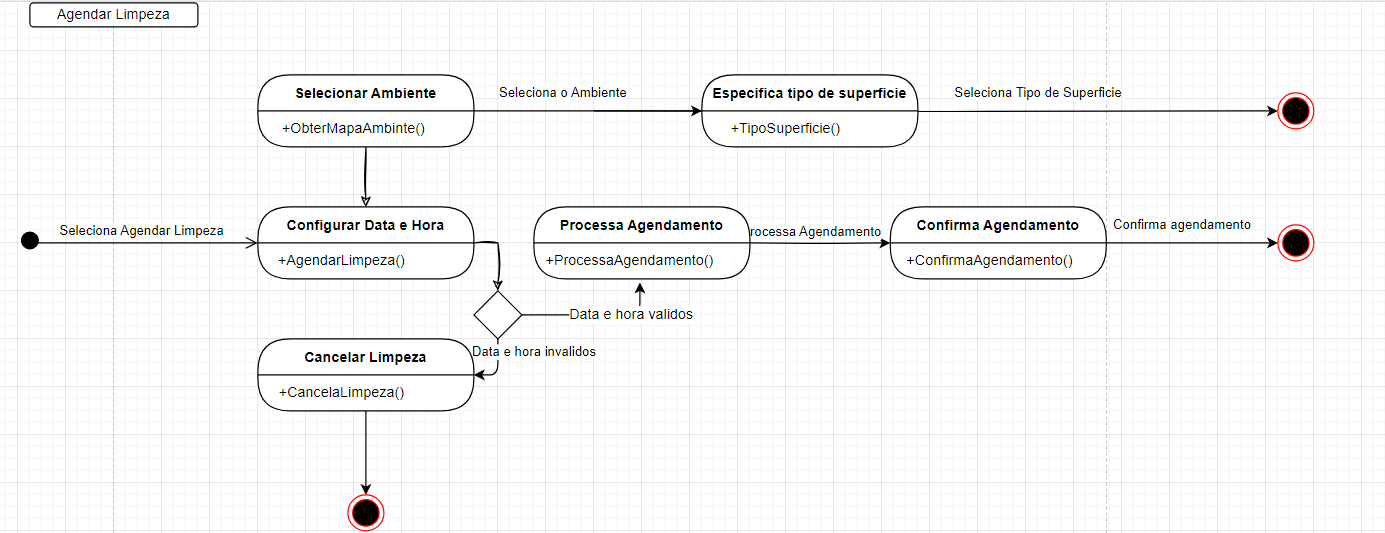 Agendar Limpeza
Selecionar Ambiente
+ObterMapaAmbinte()
Seleciona o Ambiente
Especifica tipo de superficie
+TipoSuperficie()
Seleciona Tipo de Superficie
Seleciona Agendar Limpeza
Configurar Data e Hora
+AgendarLimpeza()
Processa Agendamento
+ProcessaAgendamento()
rocessa Agendamento
Confirma Agendamento
+ConfirmaAgendamento()
Confirma agendamento
Data e hora validos
Data e hora invalidos
Cancelar Limpeza
+CancelaLimpeza()